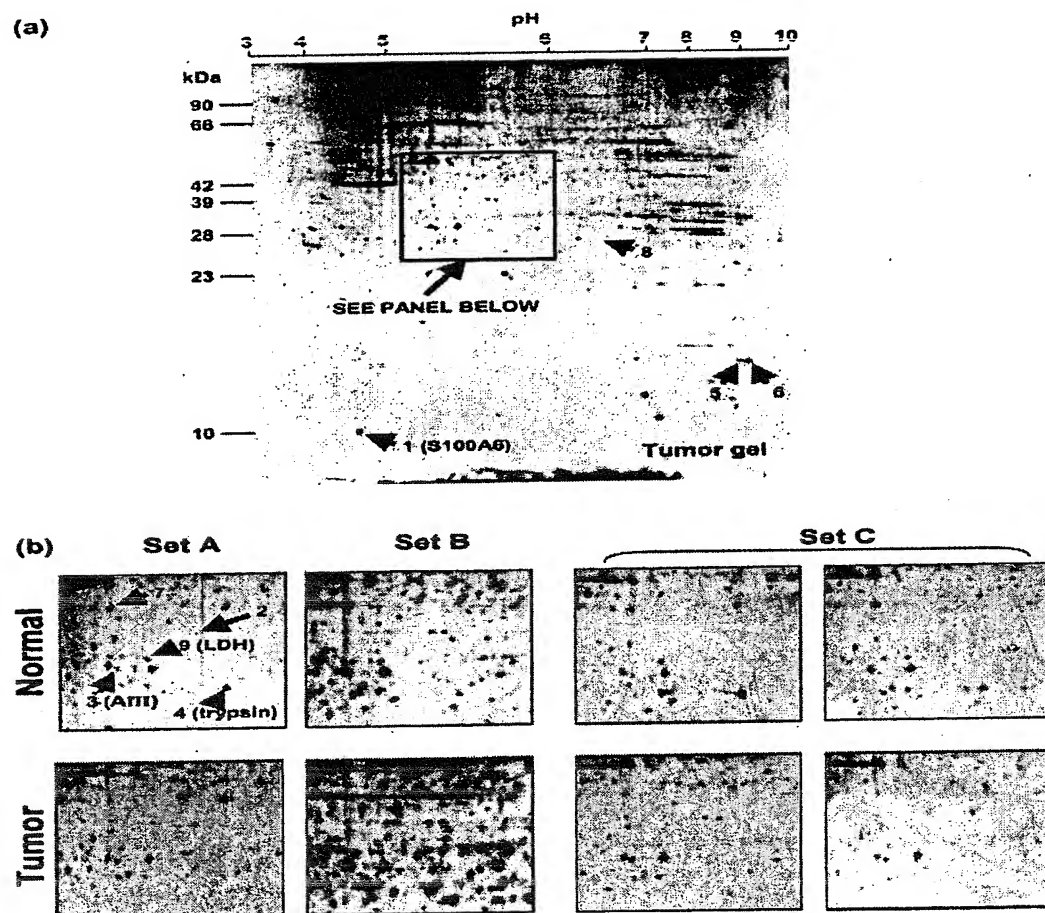 (a)
pH
3 4 5 6 7 8 9 10
kDa
90
68
42
39
28
23
10
8
SEE PANEL BELOW
5 6
1 (S100A6)
Tumor gel
(b)
Set A Set B Set C
Normal
7
2
9 (LDH)
3 (AIII)
4 (trypsin)
Tumor